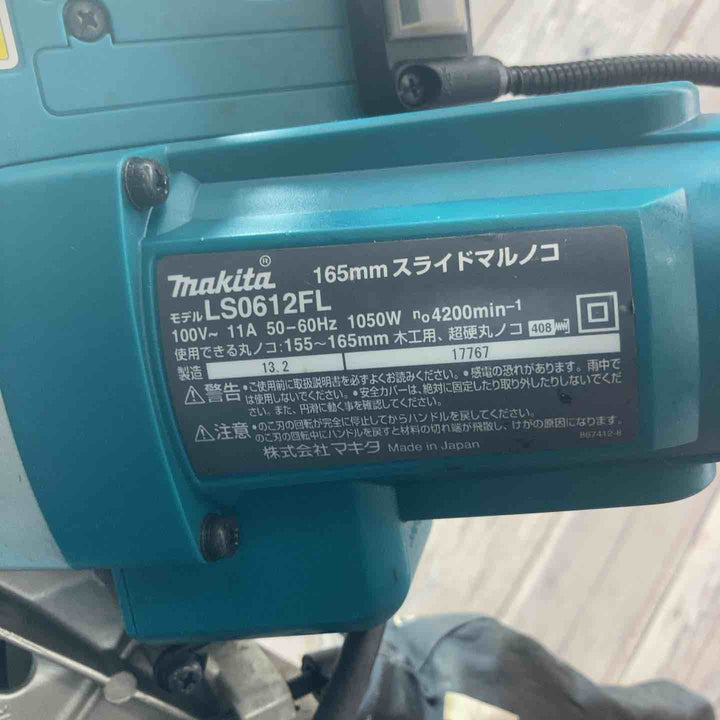 makita® 165mm スライドマルノコ
モデル LS0612FL
100V~ 11A 50-60Hz 1050W n₀4200min⁻¹
使用できる丸ノコ:155~165mm 木工用、超硬丸ノコ 408
製造 13.2 17767
警告 •ご使用前に取扱説明書を必ずよくお読みください。•感電の恐れがあります。雨中で
は使用しないでください。•安全カバーは、絶対に固定したり取り外したりしないでくだ
さい。また、円滑に動く事を確認してください。
注意 •のこ刃の回転が完全に停止してからハンドルを戻してください。
のこ刃の回転中にハンドルを戻すと材料の切れ端が飛散し、けがの原因になります。
867412-8
株式会社マキタ Made in Japan